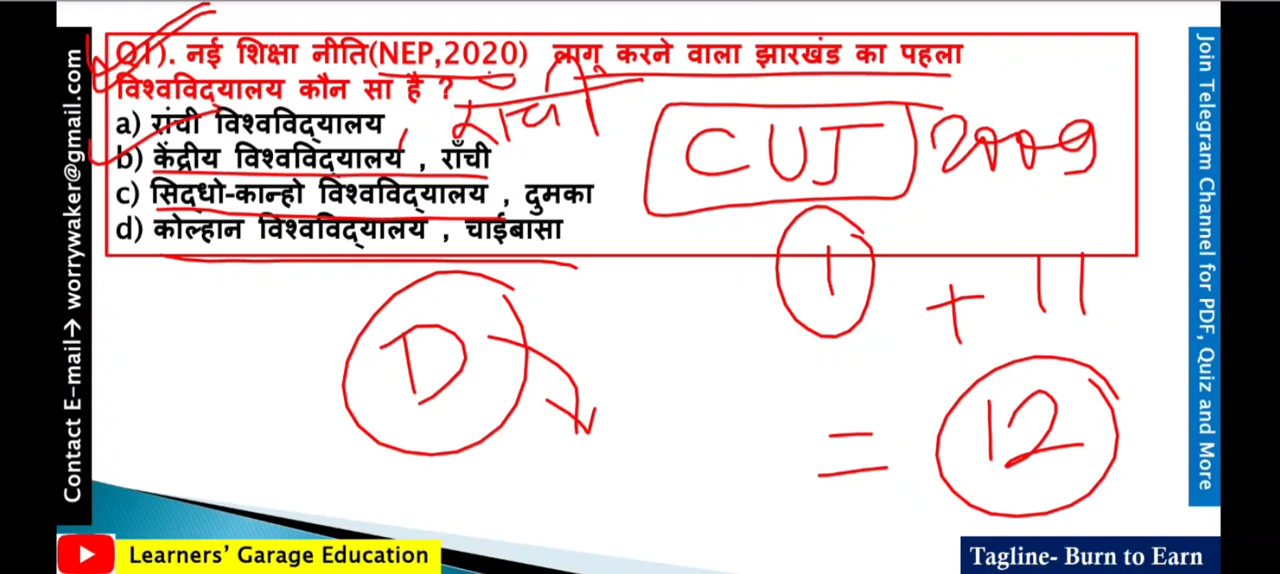 Q1). नई शिक्षा नीति(NEP,2020) लागू करने वाला झारखंड का पहला
विश्वविद्यालय कौन सा है ?
a) रांची विश्वविद्यालय
b) केंद्रीय विश्वविद्यालय , राँची
c) सिद्धो-कान्हो विश्वविद्यालय , दुमका
d) कोल्हान विश्वविद्यालय , चाईबासा
रांची
CUJ 2009
1 + 11
= 12
D
Contact E-mail→ worrywaker@gmail.com
Join Telegram Channel for PDF, Quiz and More
Learners’ Garage Education
Tagline- Burn to Earn